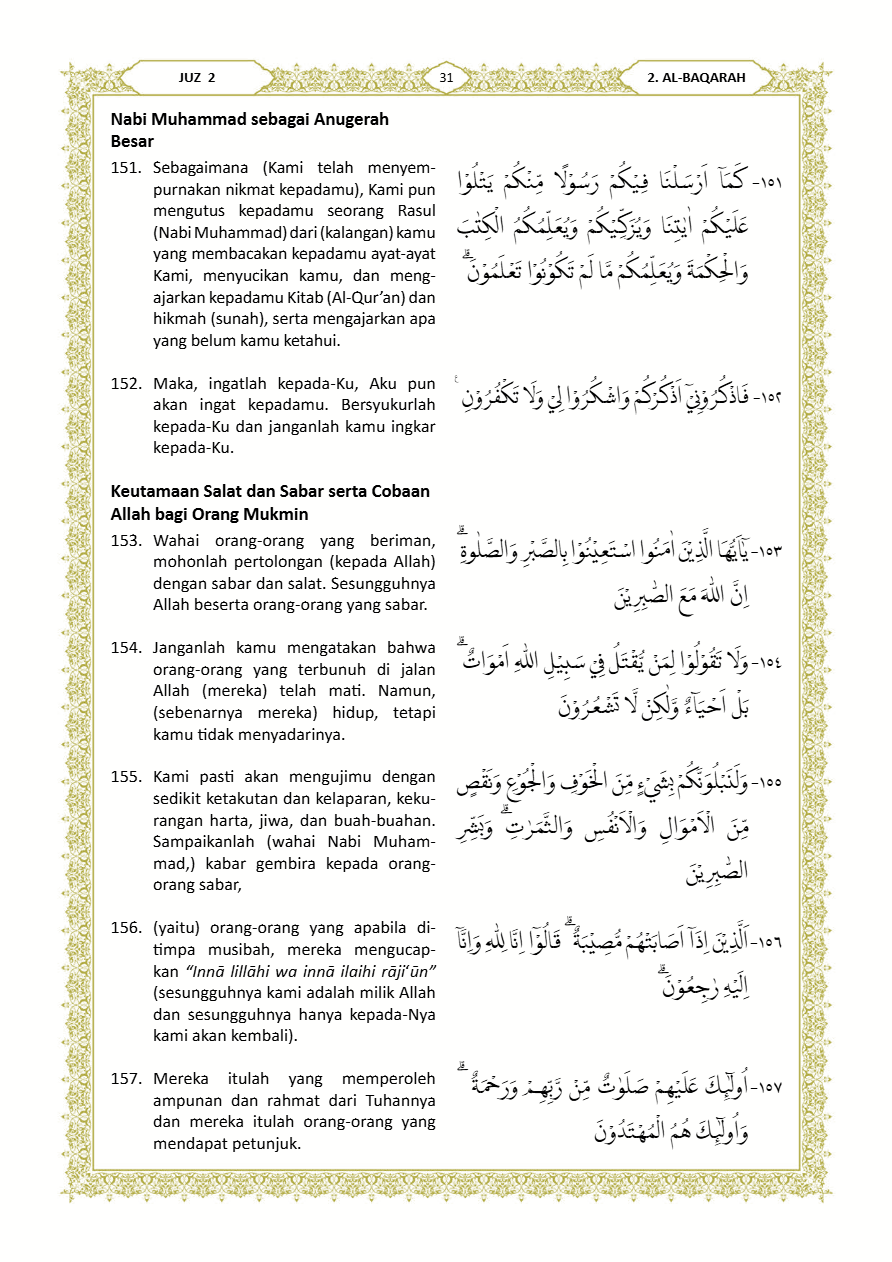 JUZ 2
31
2. AL-BAQARAH
Nabi Muhammad sebagai Anugerah
Besar
151. Sebagaimana (Kami telah menyem-
purnakan nikmat kepadamu), Kami pun
mengutus kepadamu seorang Rasul
(Nabi Muhammad) dari (kalangan) kamu
yang membacakan kepadamu ayat-ayat
Kami, menyucikan kamu, dan meng-
ajarkan kepadamu Kitab (Al-Qur’an) dan
hikmah (sunah), serta mengajarkan apa
yang belum kamu ketahui.
١٥١- كَمَآ اَرْسَلْنَا فِيْكُمْ رَسُوْلًا مِّنْكُمْ يَتْلُوْا
عَلَيْكُمْ اٰيٰتِنَا وَيُزَكِّيْكُمْ وَيُعَلِّمُكُمُ الْكِتٰبَ
وَالْحِكْمَةَ وَيُعَلِّمُكُمْ مَّا لَمْ تَكُوْنُوْا تَعْلَمُوْنَۗ
152. Maka, ingatlah kepada-Ku, Aku pun
akan ingat kepadamu. Bersyukurlah
kepada-Ku dan janganlah kamu ingkar
kepada-Ku.
١٥٢- فَاذْكُرُوْنِيْٓ اَذْكُرْكُمْ وَاشْكُرُوْا لِيْ وَلَا تَكْفُرُوْنِ ࣖ
Keutamaan Salat dan Sabar serta Cobaan
Allah bagi Orang Mukmin
153. Wahai orang-orang yang beriman,
mohonlah pertolongan (kepada Allah)
dengan sabar dan salat. Sesungguhnya
Allah beserta orang-orang yang sabar.
١٥٣- يٰٓاَيُّهَا الَّذِيْنَ اٰمَنُوا اسْتَعِيْنُوْا بِالصَّبْرِ وَالصَّلٰوةِۗ
اِنَّ اللّٰهَ مَعَ الصّٰبِرِيْنَ
154. Janganlah kamu mengatakan bahwa
orang-orang yang terbunuh di jalan
Allah (mereka) telah mati. Namun,
(sebenarnya mereka) hidup, tetapi
kamu tidak menyadarinya.
١٥٤- وَلَا تَقُوْلُوْا لِمَنْ يُّقْتَلُ فِيْ سَبِيْلِ اللّٰهِ اَمْوَاتٌۗ
بَلْ اَحْيَاۤءٌ وَّلٰكِنْ لَّا تَشْعُرُوْنَ
155. Kami pasti akan mengujimu dengan
sedikit ketakutan dan kelaparan, keku-
rangan harta, jiwa, dan buah-buahan.
Sampaikanlah (wahai Nabi Muham-
mad,) kabar gembira kepada orang-
orang sabar,
١٥٥- وَلَنَبْلُوَنَّكُمْ بِشَيْءٍ مِّنَ الْخَوْفِ وَالْجُوْعِ وَنَقْصٍ
مِّنَ الْاَمْوَالِ وَالْاَنْفُسِ وَالثَّمَرٰتِۗ وَبَشِّرِ
الصّٰبِرِيْنَ
156. (yaitu) orang-orang yang apabila di-
timpa musibah, mereka mengucap-
kan “Innā lillāhi wa innā ilaihi rāji‘ūn”
(sesungguhnya kami adalah milik Allah
dan sesungguhnya hanya kepada-Nya
kami akan kembali).
١٥٦- اَلَّذِيْنَ اِذَآ اَصَابَتْهُمْ مُّصِيْبَةٌۗ قَالُوْٓا اِنَّا لِلّٰهِ وَاِنَّآ
اِلَيْهِ رٰجِعُوْنَۗ
157. Mereka itulah yang memperoleh
ampunan dan rahmat dari Tuhannya
dan mereka itulah orang-orang yang
mendapat petunjuk.
١٥٧- اُولٰۤىِٕكَ عَلَيْهِمْ صَلَوٰتٌ مِّنْ رَّبِّهِمْ وَرَحْمَةٌۗ
وَاُولٰۤىِٕكَ هُمُ الْمُهْتَدُوْنَ